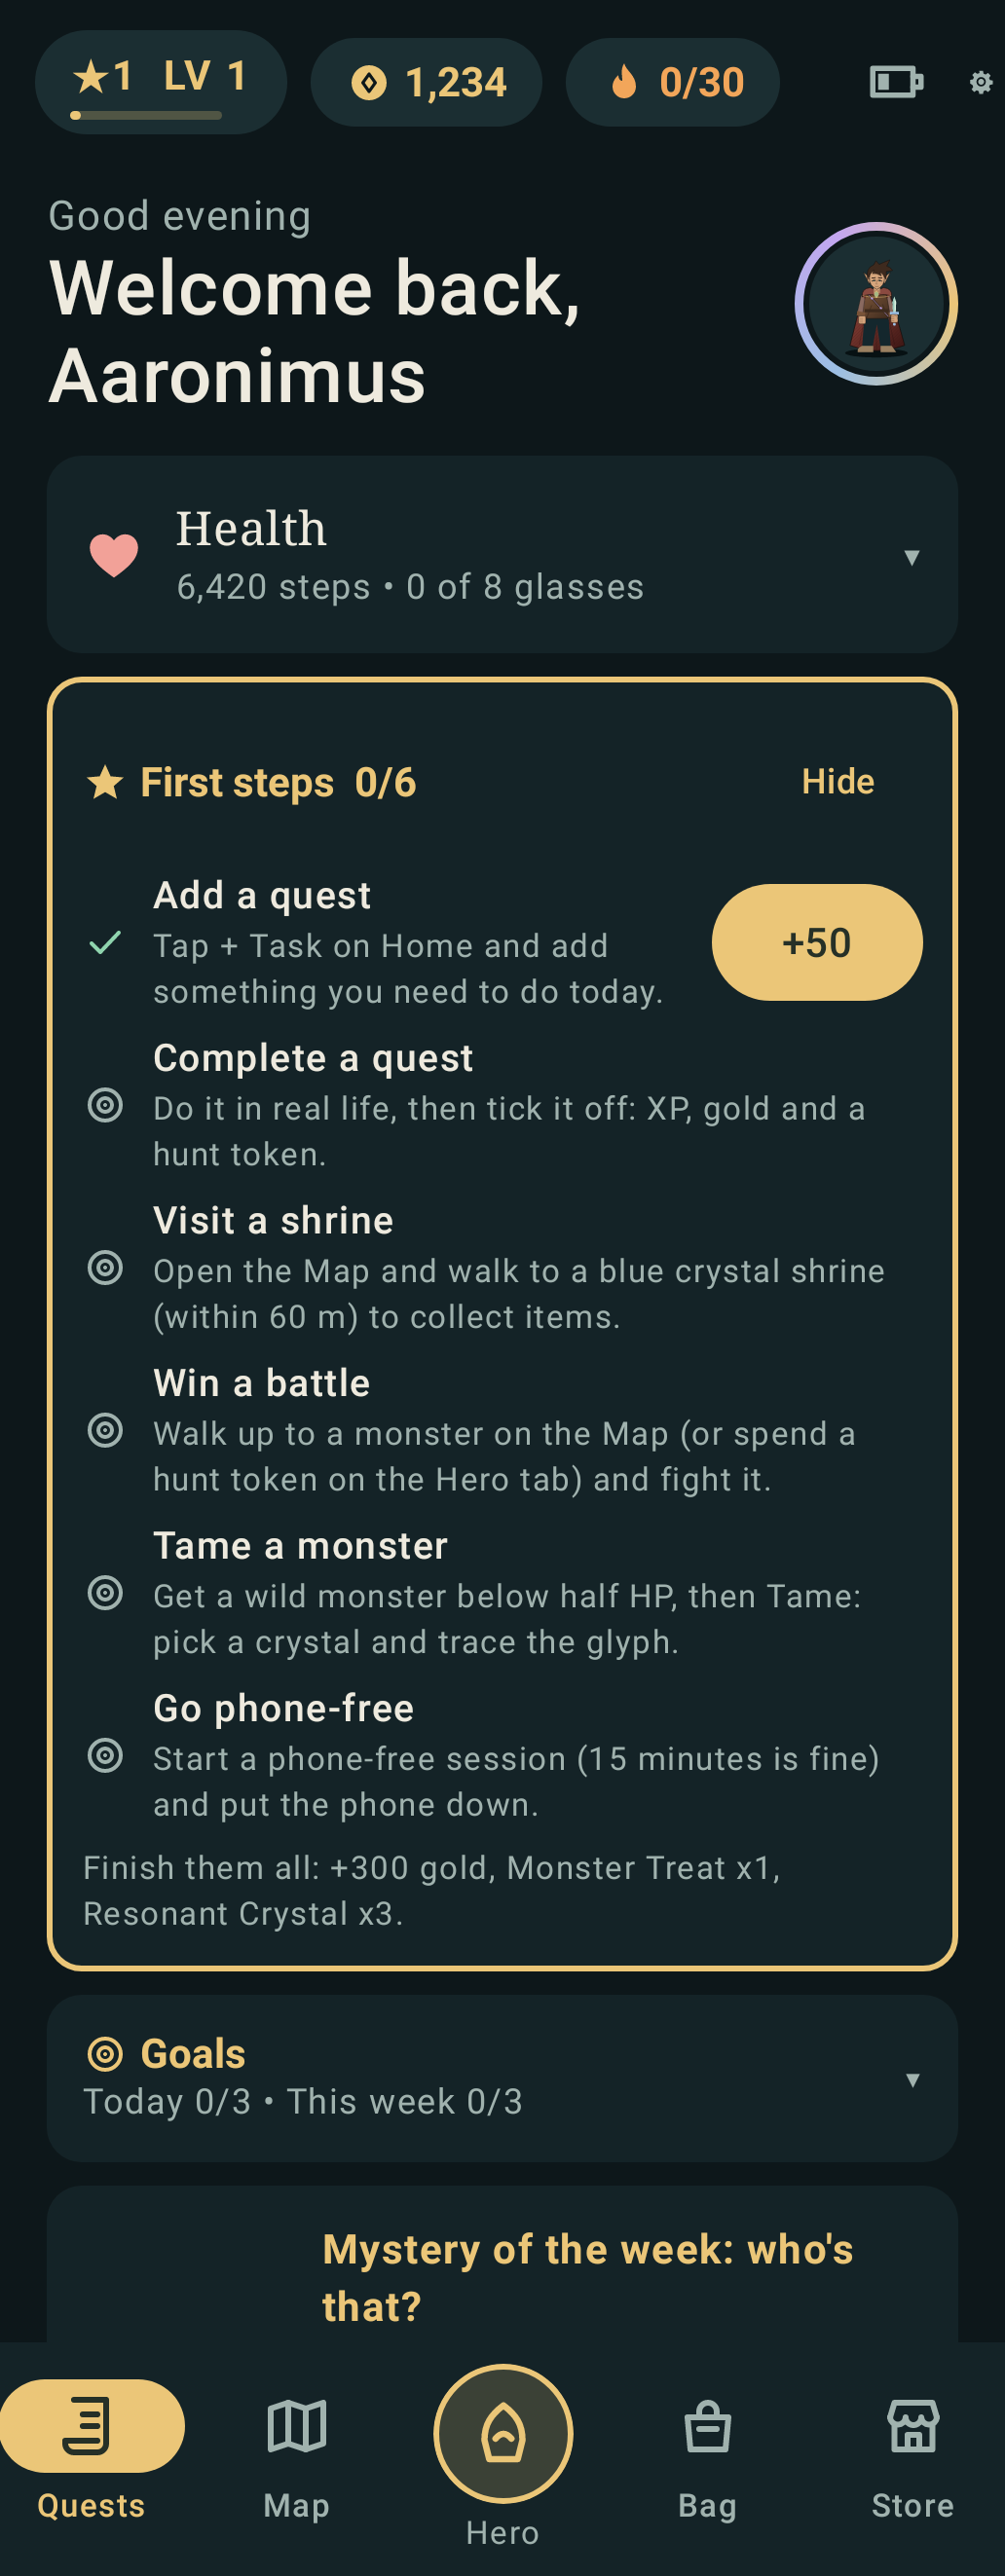 ★1 LV 1
1,234
0/30
Good evening
Welcome back,
Aaronimus
Health
6,420 steps • 0 of 8 glasses
First steps 0/6
Hide
Add a quest
Tap + Task on Home and add
something you need to do today.
+50
Complete a quest
Do it in real life, then tick it off: XP, gold and a
hunt token.
Visit a shrine
Open the Map and walk to a blue crystal shrine
(within 60 m) to collect items.
Win a battle
Walk up to a monster on the Map (or spend a
hunt token on the Hero tab) and fight it.
Tame a monster
Get a wild monster below half HP, then Tame:
pick a crystal and trace the glyph.
Go phone-free
Start a phone-free session (15 minutes is fine)
and put the phone down.
Finish them all: +300 gold, Monster Treat x1,
Resonant Crystal x3.
Goals
Today 0/3 • This week 0/3
Mystery of the week: who's
that?
Quests
Map
Hero
Bag
Store